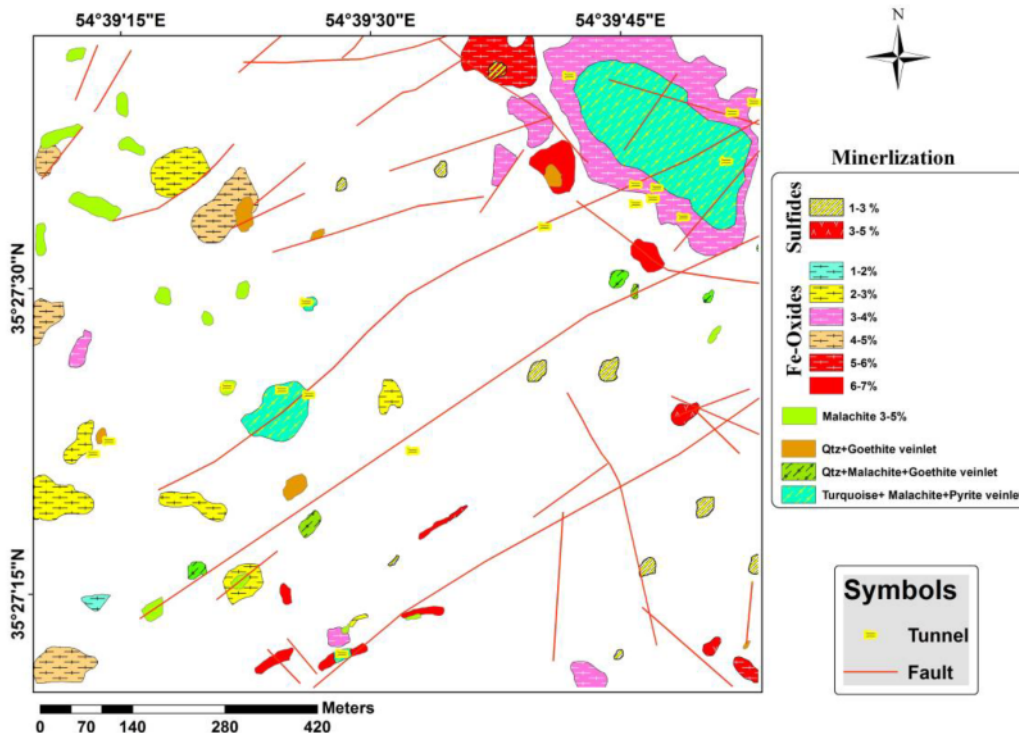 54°39'15"E 54°39'30"E 54°39'45"E
N
35°27'30"N
35°27'15"N
Minerlization
Sulfides
1-3 %
3-5 %
Fe-Oxides
1-2%
2-3%
3-4%
4-5%
5-6%
6-7%
Malachite 3-5%
Qtz+Goethite veinlet
Qtz+Malachite+Goethite veinlet
Turquoise+ Malachite+Pyrite veinlet
Symbols
Tunnel
Fault
Meters
0 70 140 280 420